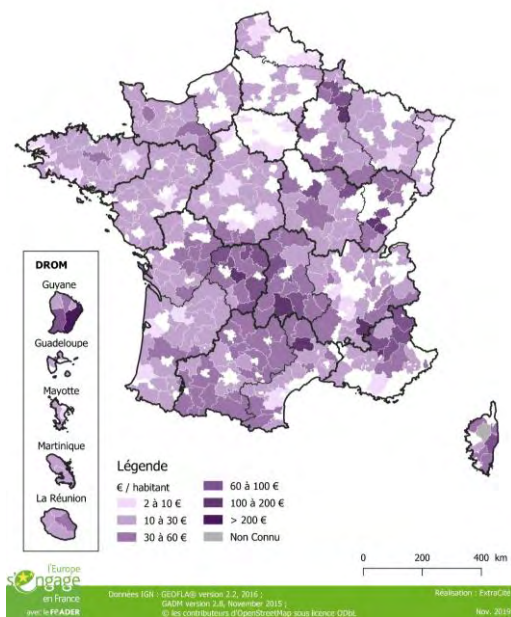 DROM
Guyane
Guadeloupe
Mayotte
Martinique
La Réunion
Légende
€ / habitant
2 à 10 €
10 à 30 €
30 à 60 €
60 à 100 €
100 à 200 €
> 200 €
Non Connu
0 200 400 km
l'Europe
s'engage
en France
avec le FEADER
Données IGN : GEOFLA® version 2.2, 2016 ;
GADM version 2.8, November 2015 ;
© les contributeurs d'OpenStreetMap sous licence ODbL
Réalisation : ExtraCité
Nov. 2019